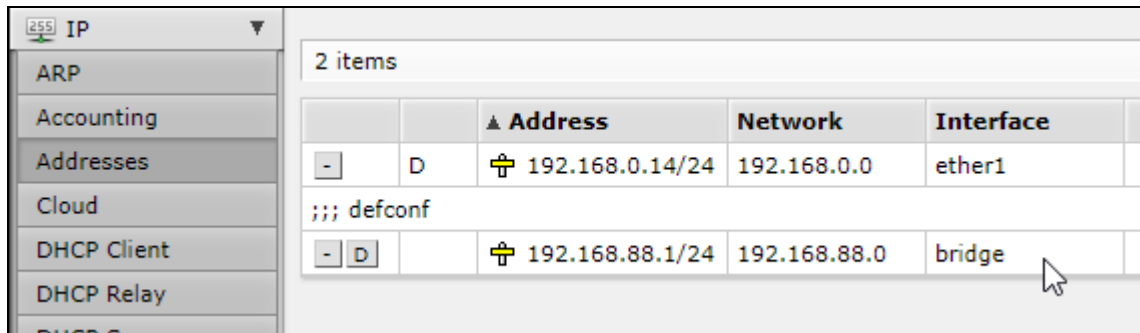 255 IP ▼
ARP
Accounting
Addresses
Cloud
DHCP Client
DHCP Relay
2 items
▲ Address Network Interface
- D 192.168.0.14/24 192.168.0.0 ether1
;;; defconf
- D 192.168.88.1/24 192.168.88.0 bridge